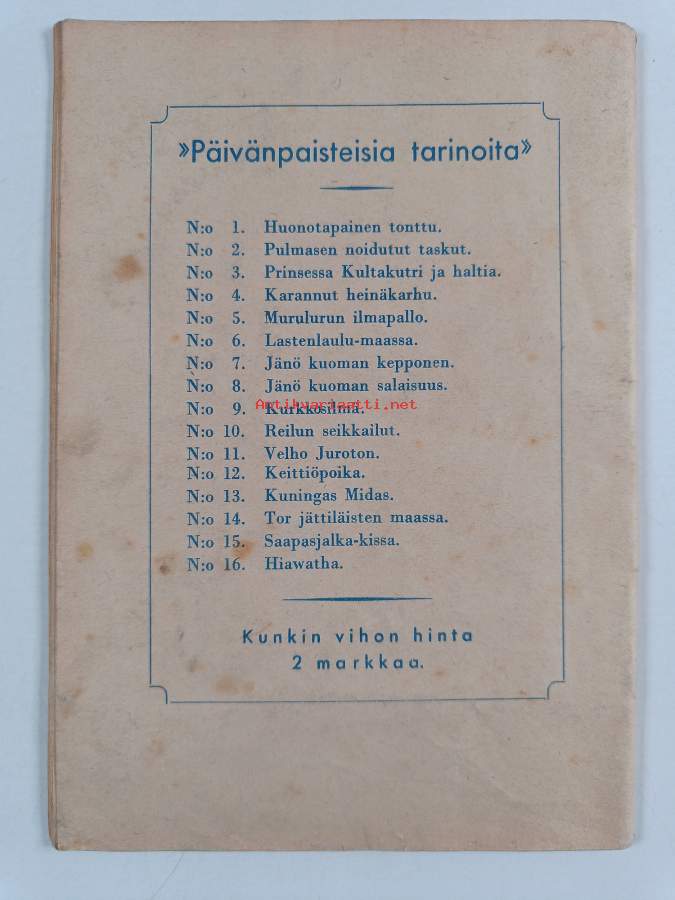 »Päivänpaisteisia tarinoita»
N:o 1. Huonotapainen tonttu.
N:o 2. Pulmasen noidutut taskut.
N:o 3. Prinsessa Kultakutri ja haltia.
N:o 4. Karannut heinäkarhu.
N:o 5. Murulurun ilmapallo.
N:o 6. Lastenlaulu-maassa.
N:o 7. Jänö kuoman kepponen.
N:o 8. Jänö kuoman salaisuus.
N:o 9. Kurkkosilmä.
Antikvariaatti.net
N:o 10. Reilun seikkailut.
N:o 11. Velho Juroton.
N:o 12. Keittiöpoika.
N:o 13. Kuningas Midas.
N:o 14. Tor jättiläisten maassa.
N:o 15. Saapasjalka-kissa.
N:o 16. Hiawatha.
Kunkin vihon hinta
2 markkaa.